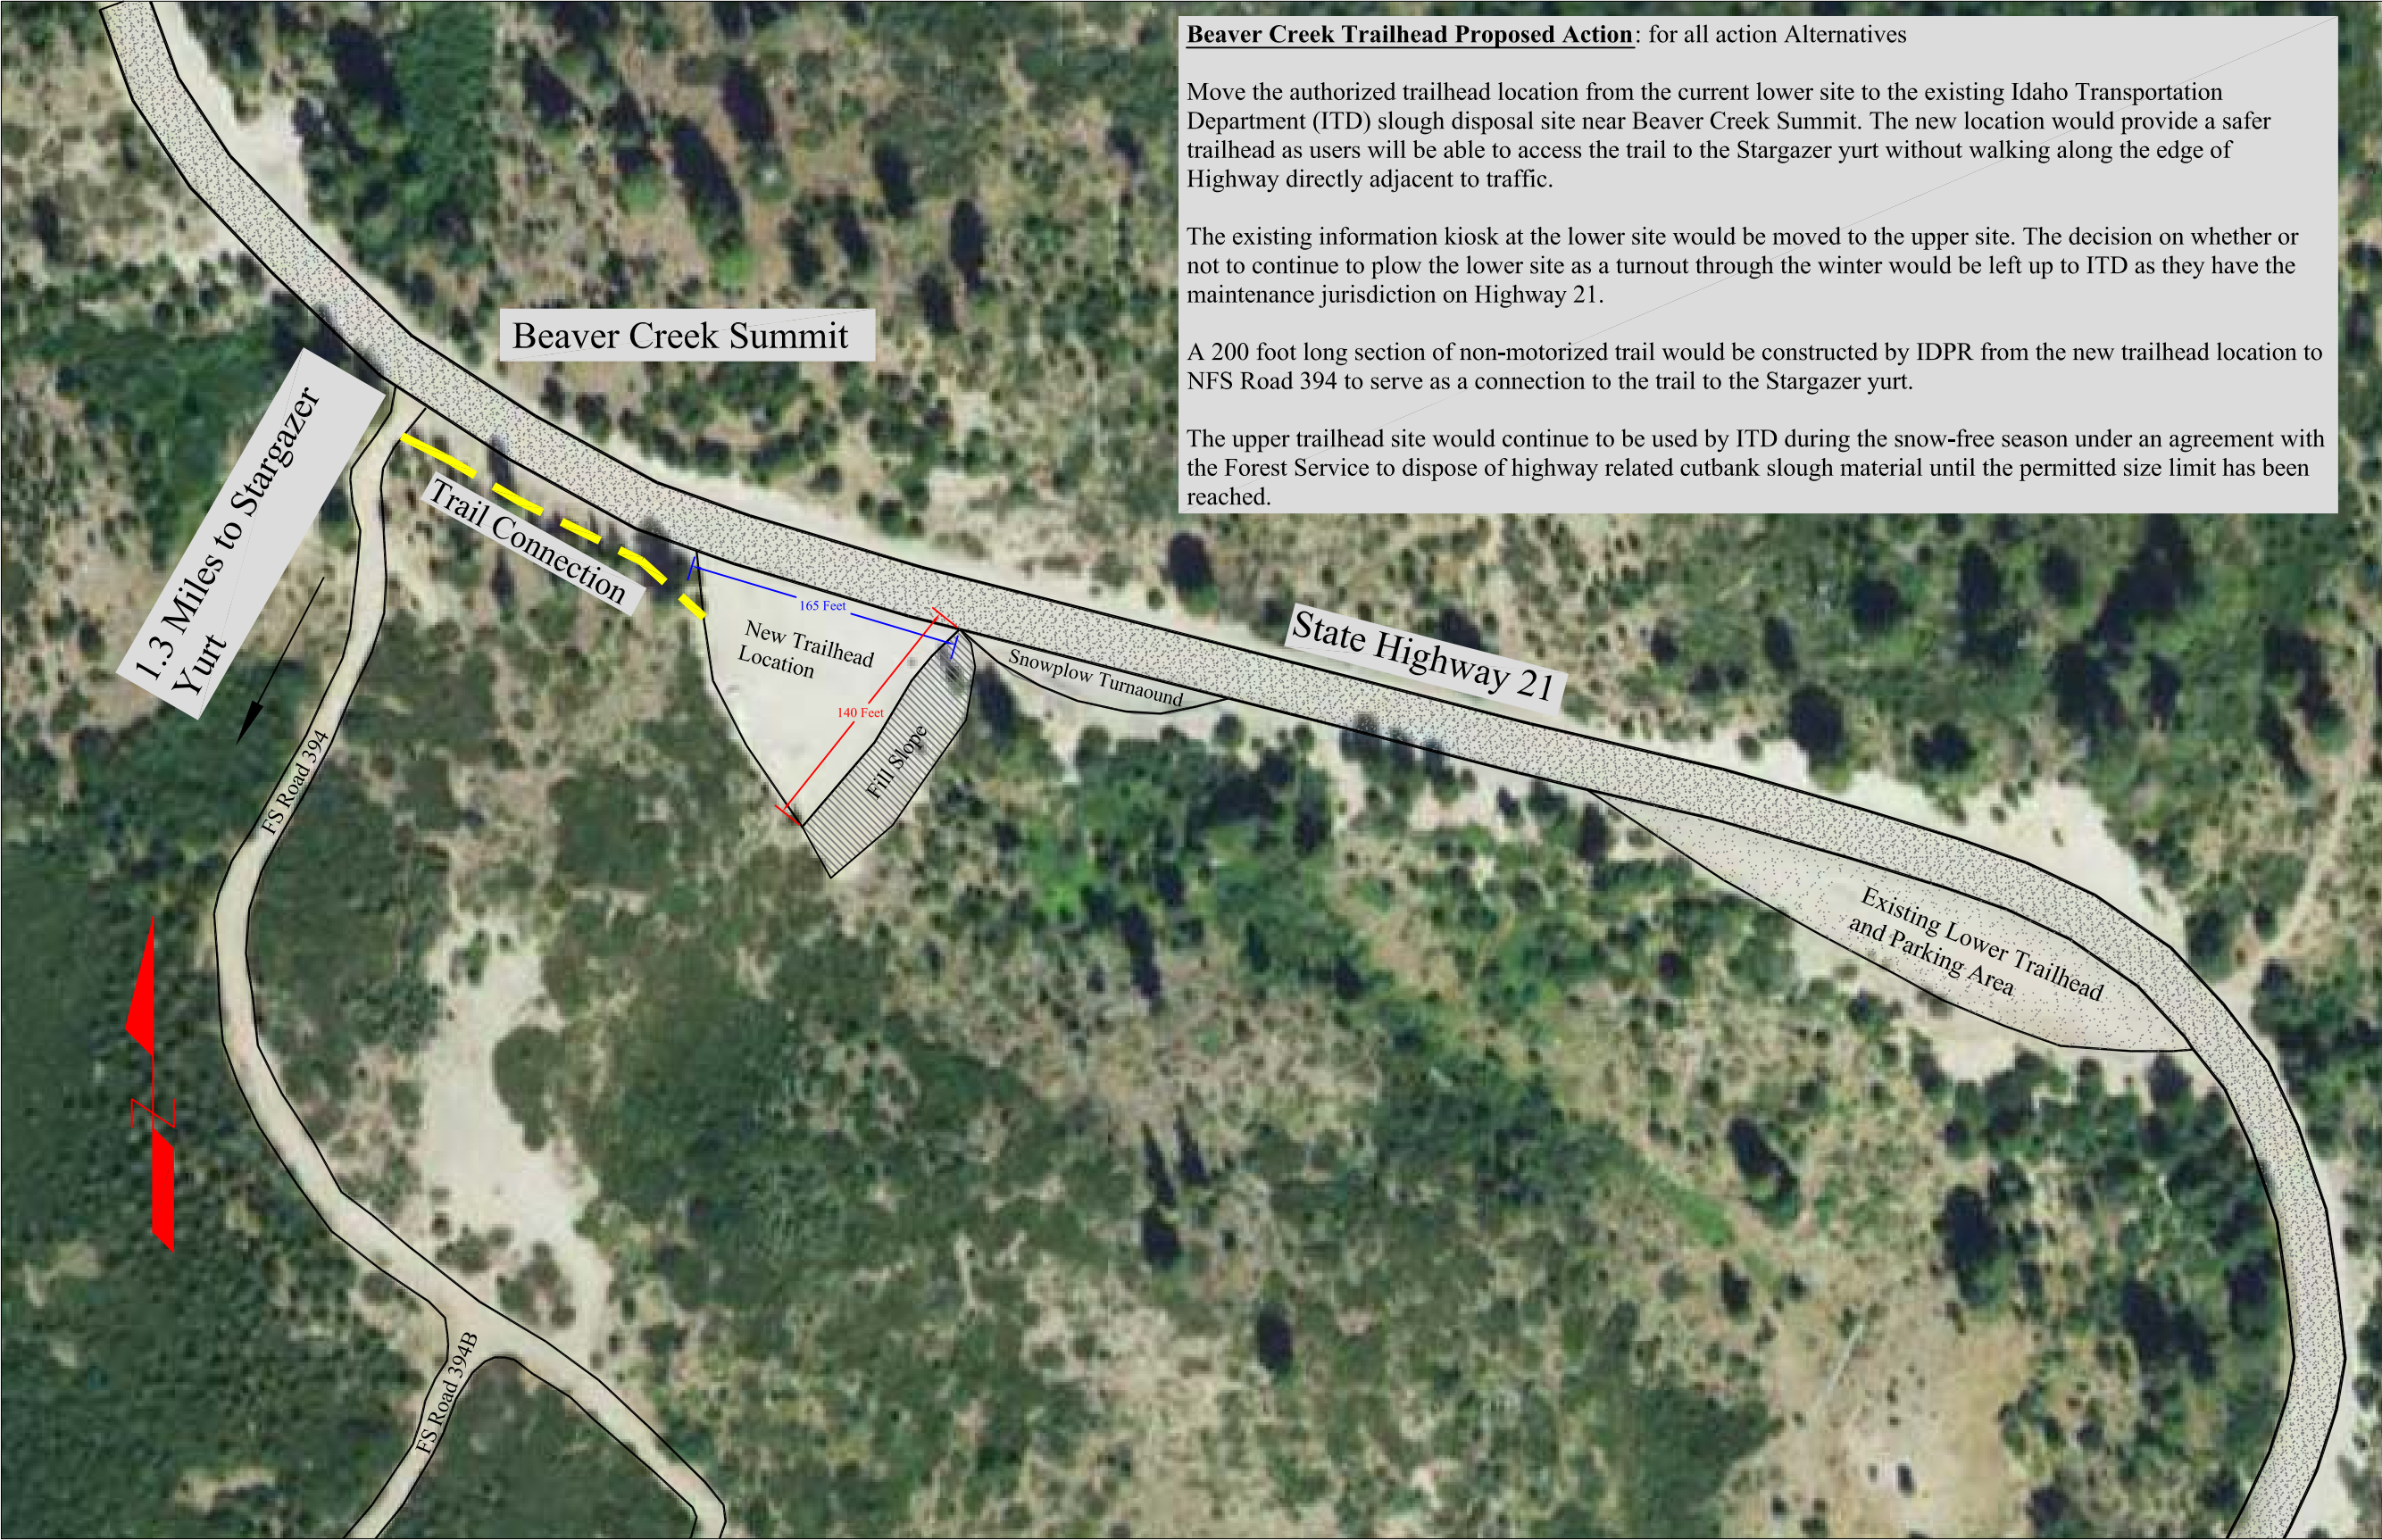 Beaver Creek Trailhead Proposed Action: for all action Alternatives
Move the authorized trailhead location from the current lower site to the existing Idaho Transportation
Department (ITD) slough disposal site near Beaver Creek Summit. The new location would provide a safer
trailhead as users will be able to access the trail to the Stargazer yurt without walking along the edge of
Highway directly adjacent to traffic.
The existing information kiosk at the lower site would be moved to the upper site. The decision on whether or
not to continue to plow the lower site as a turnout through the winter would be left up to ITD as they have the
maintenance jurisdiction on Highway 21.
A 200 foot long section of non-motorized trail would be constructed by IDPR from the new trailhead location to
NFS Road 394 to serve as a connection to the trail to the Stargazer yurt.
The upper trailhead site would continue to be used by ITD during the snow-free season under an agreement with
the Forest Service to dispose of highway related cutbank slough material until the permitted size limit has been
reached.
Beaver Creek Summit
1.3 Miles to Stargazer
Yurt
Trail Connection
165 Feet
New Trailhead
Location
140 Feet
Fill Slope
Snowplow Turnaound
State Highway 21
Existing Lower Trailhead
and Parking Area
FS Road 394
N
FS Road 394B